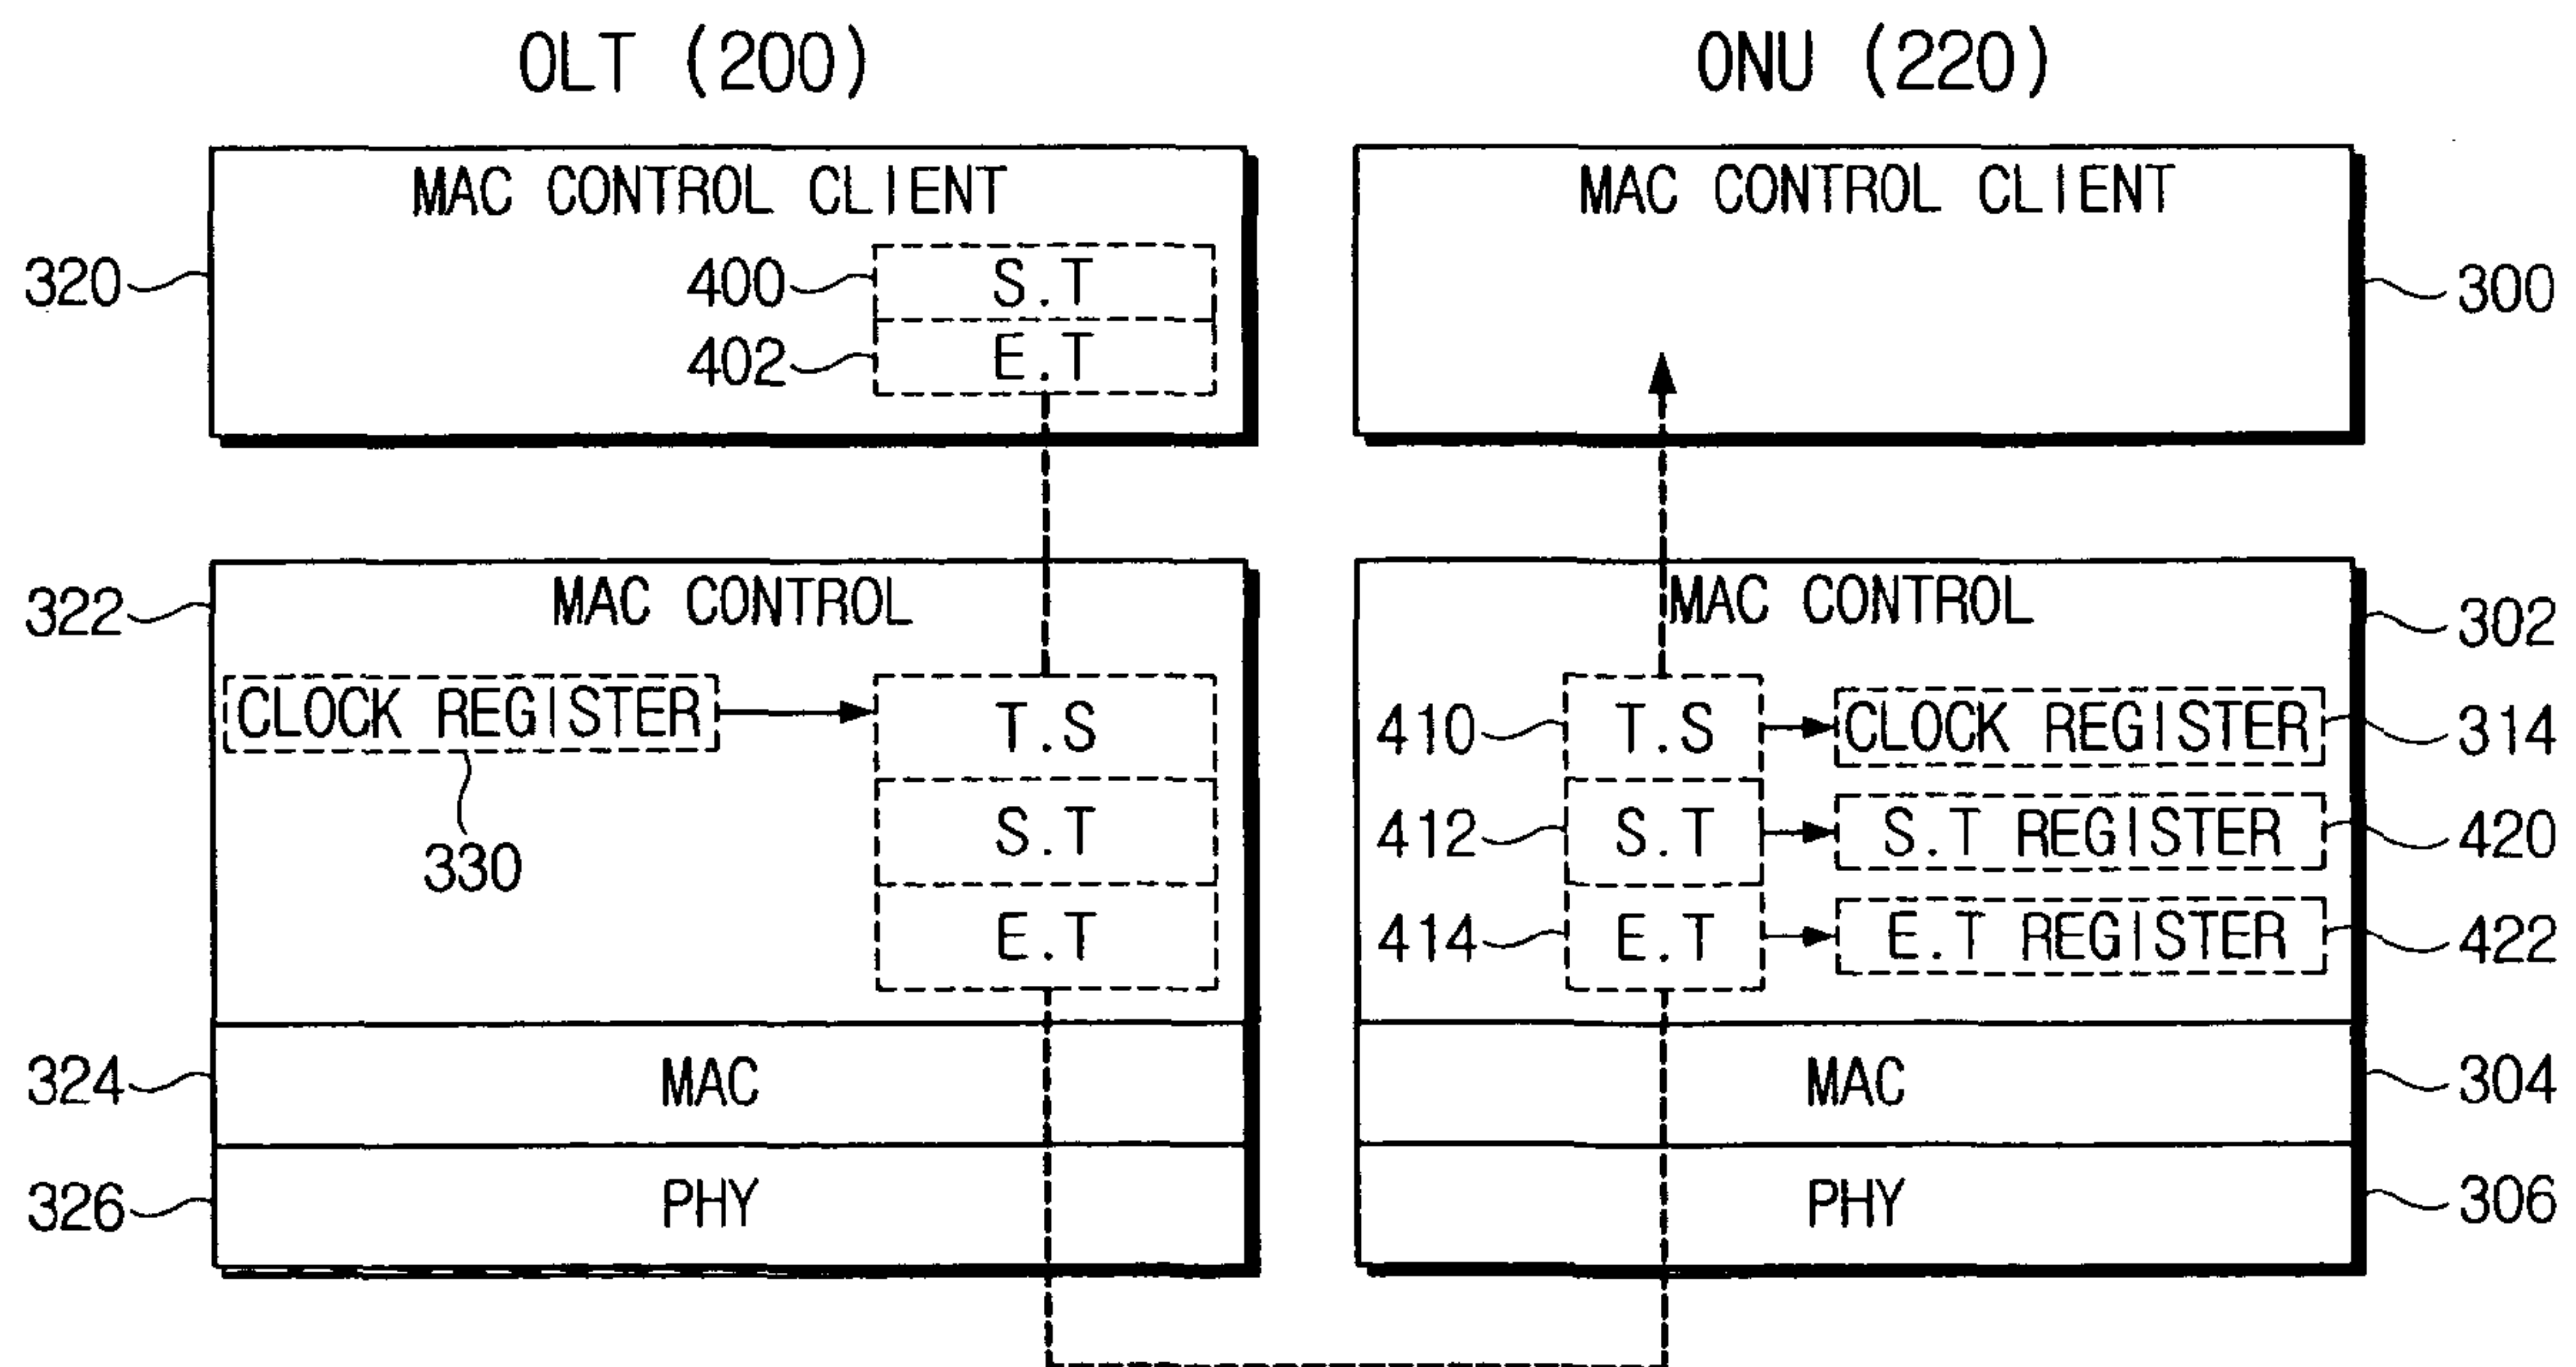 OLT (200)
ONU (220)
MAC CONTROL CLIENT
320
400
S.T
402
E.T
MAC CONTROL CLIENT
300
322
MAC CONTROL
CLOCK REGISTER
330
T.S
S.T
E.T
324
MAC
326
PHY
MAC CONTROL
302
410
T.S
CLOCK REGISTER
314
412
S.T
S.T REGISTER
420
414
E.T
E.T REGISTER
422
MAC
304
PHY
306